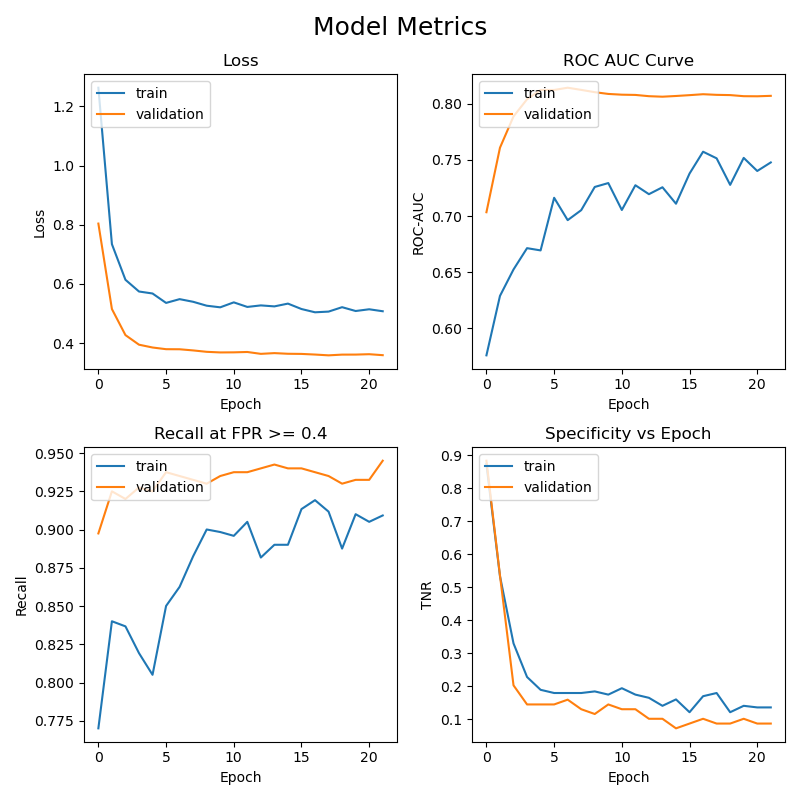 Model Metrics
Loss
train
validation
1.2
1.0
0.8
0.6
0.4
Loss
0 5 10 15 20
Epoch
ROC AUC Curve
train
validation
0.80
0.75
0.70
0.65
0.60
ROC-AUC
0 5 10 15 20
Epoch
Recall at FPR >= 0.4
train
validation
0.950
0.925
0.900
0.875
0.850
0.825
0.800
0.775
Recall
0 5 10 15 20
Epoch
Specificity vs Epoch
train
validation
0.9
0.8
0.7
0.6
0.5
0.4
0.3
0.2
0.1
TNR
0 5 10 15 20
Epoch